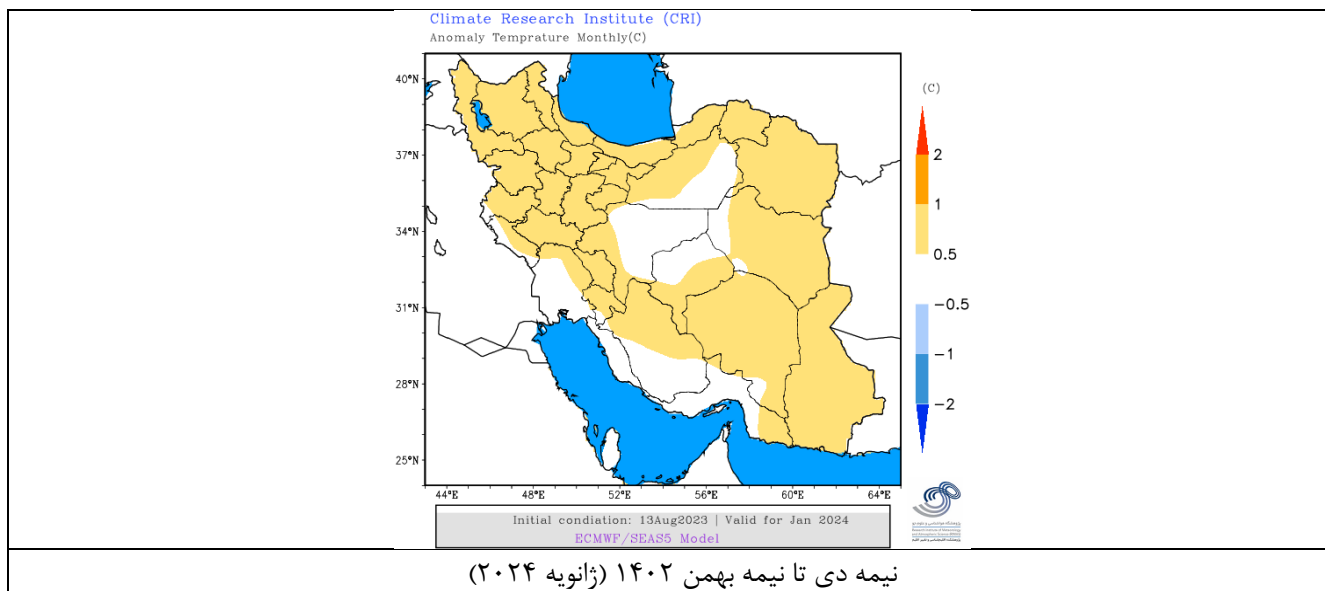 Climate Research Institute (CRI)
Anomaly Temprature Monthly(C)
40°N
37°N
34°N
31°N
28°N
25°N
44°E 48°E 52°E 56°E 60°E 64°E
(C)
2
1
0.5
−0.5
−1
−2
Initial condiation: 13Aug2023 | Valid for Jan 2024
ECMWF/SEAS5 Model
نیمه دی تا نیمه بهمن ۱۴۰۲ (ژانویه ۲۰۲۴)